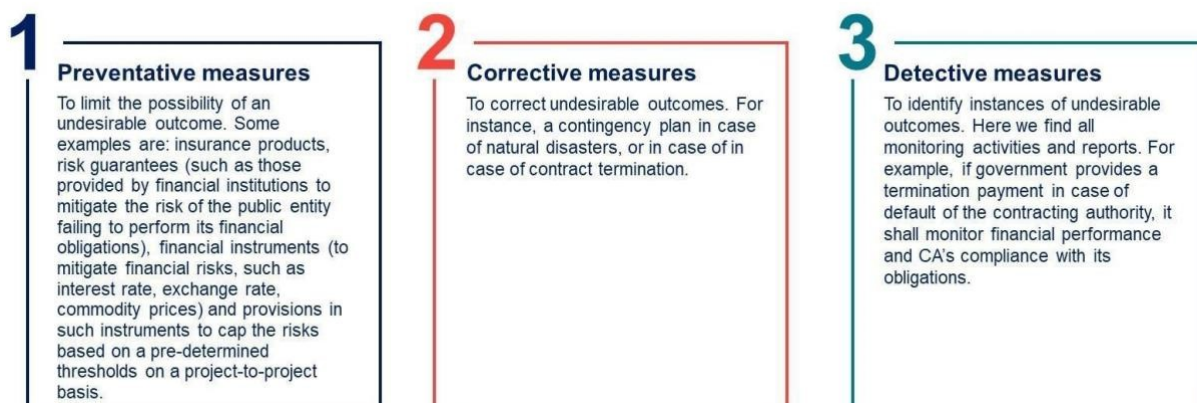 1
Preventative measures
To limit the possibility of an
undesirable outcome. Some
examples are: insurance products,
risk guarantees (such as those
provided by financial institutions to
mitigate the risk of the public entity
failing to perform its financial
obligations), financial instruments (to
mitigate financial risks, such as
interest rate, exchange rate,
commodity prices) and provisions in
such instruments to cap the risks
based on a pre-determined
thresholds on a project-to-project
basis.
2
Corrective measures
To correct undesirable outcomes. For
instance, a contingency plan in case
of natural disasters, or in case of in
case of contract termination.
3
Detective measures
To identify instances of undesirable
outcomes. Here we find all
monitoring activities and reports. For
example, if government provides a
termination payment in case of
default of the contracting authority, it
shall monitor financial performance
and CA's compliance with its
obligations.